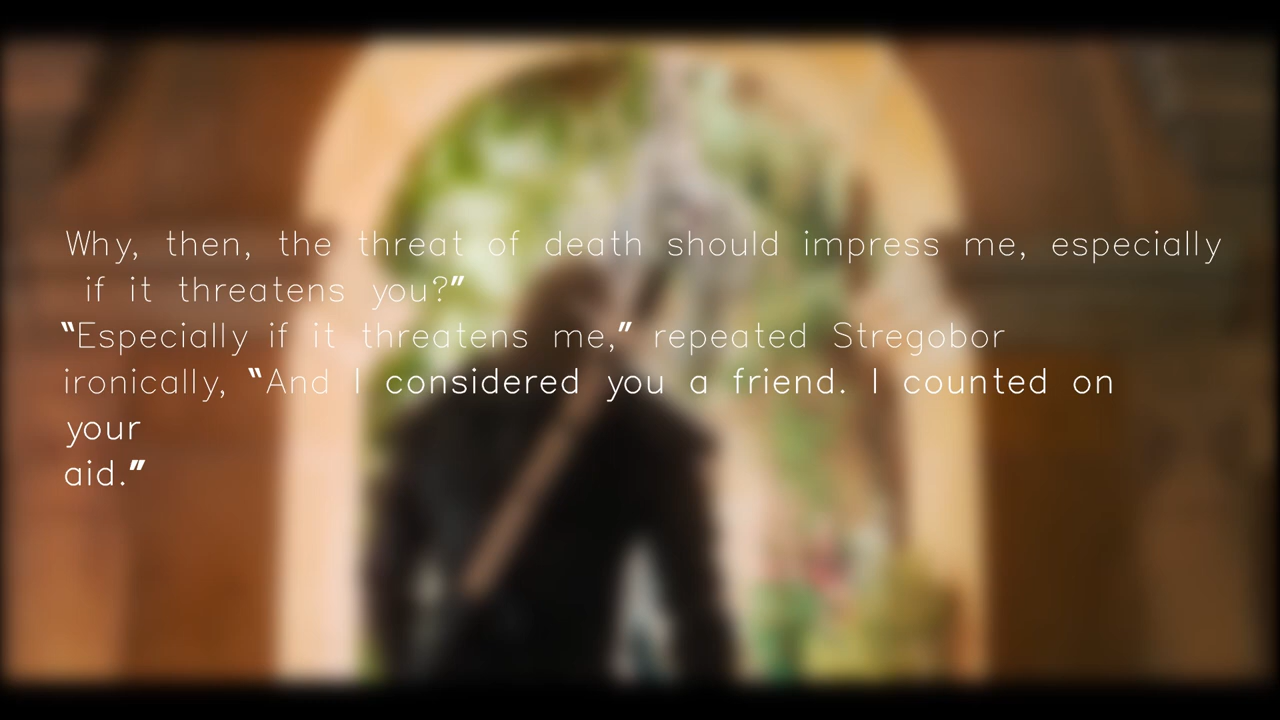 Why, then, the threat of death should impress me, especially
if it threatens you?”
“Especially if it threatens me,” repeated Stregobor
ironically, “And I considered you a friend. I counted on
your
aid.”